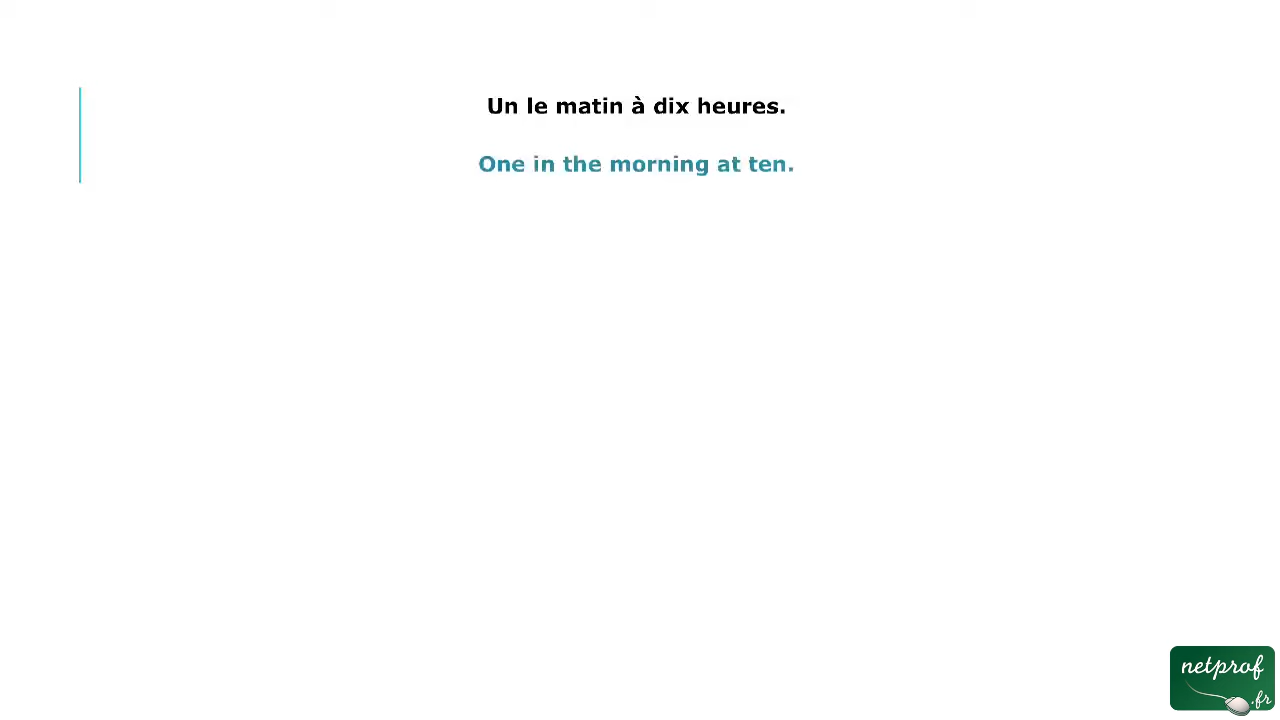 Un le matin à dix heures.
One in the morning at ten.
netprof
.fr